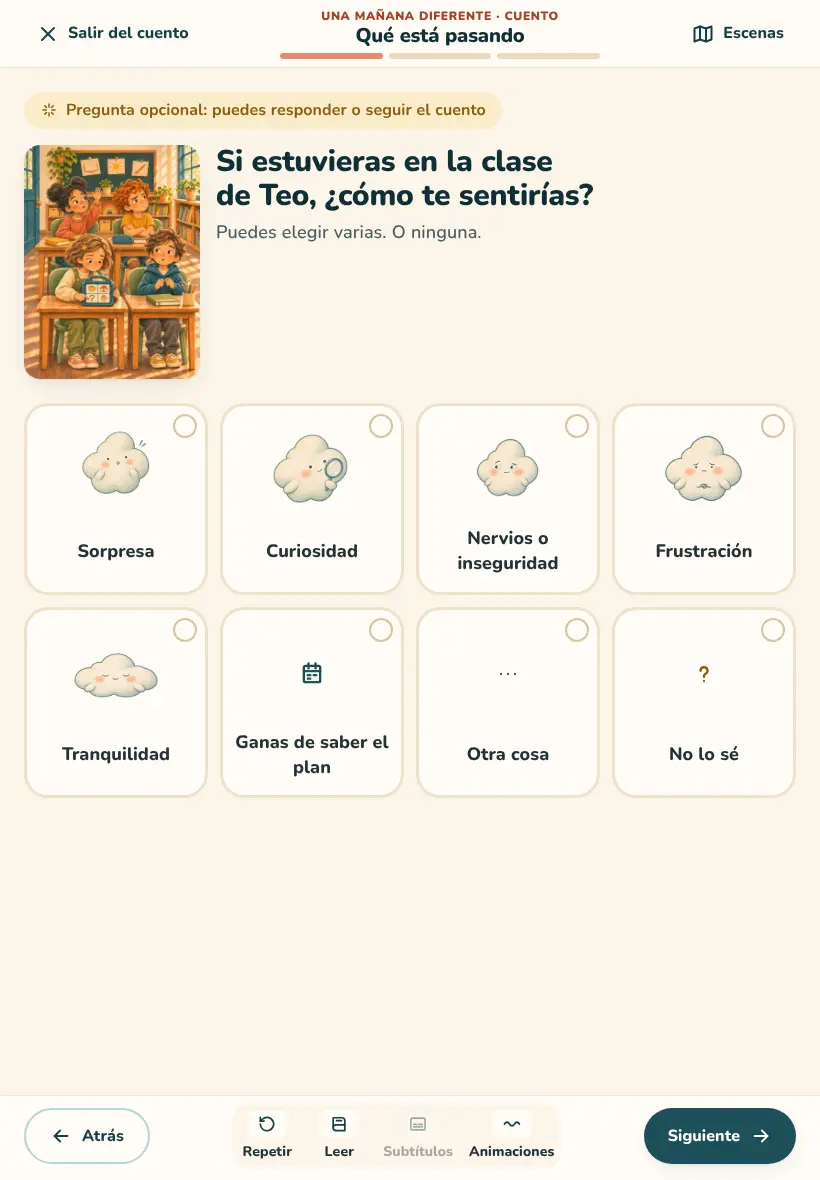 Salir del cuento
UNA MAÑANA DIFERENTE · CUENTO
Qué está pasando
Escenas
Pregunta opcional: puedes responder o seguir el cuento
Si estuvieras en la clase
de Teo, ¿cómo te sentirías?
Puedes elegir varias. O ninguna.
Sorpresa
Curiosidad
Nervios o
inseguridad
Frustración
Tranquilidad
Ganas de saber el
plan
...
Otra cosa
?
No lo sé
Atrás
Repetir
Leer
Subtítulos
Animaciones
Siguiente